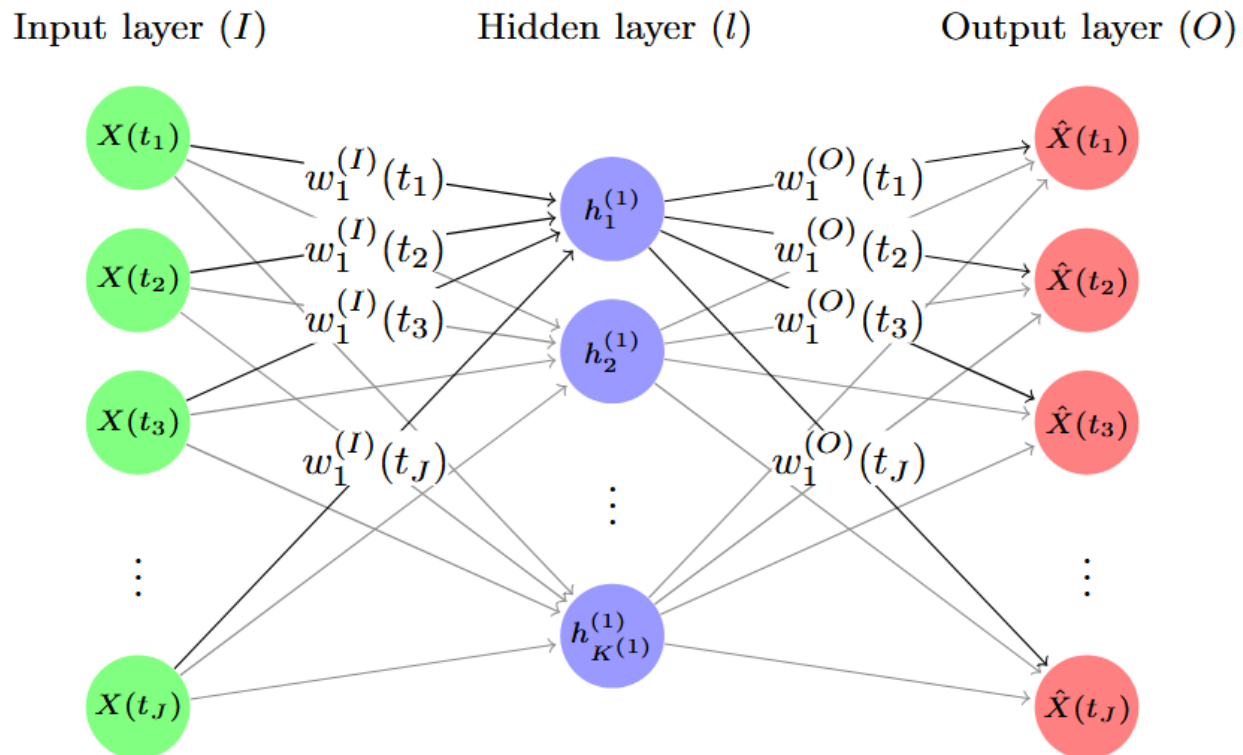 Input layer (I) Hidden layer (l) Output layer (O)
X(t₁) w₁⁽ᴵ⁾(t₁) h₁⁽¹⁾ w₁⁽ᴼ⁾(t₁) X̂(t₁)
X(t₂) w₁⁽ᴵ⁾(t₂) w₁⁽ᴼ⁾(t₂) X̂(t₂)
w₁⁽ᴵ⁾(t₃) h₂⁽¹⁾ w₁⁽ᴼ⁾(t₃)
X(t₃) w₁⁽ᴵ⁾(t_J) w₁⁽ᴼ⁾(t_J) X̂(t₃)
⋮ ⋮ ⋮
h_{K⁽¹⁾}⁽¹⁾
X(t_J) X̂(t_J)